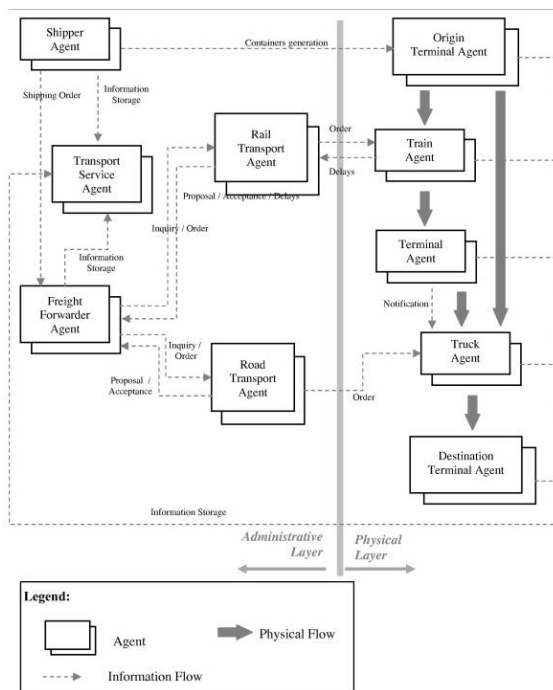 Shipper
Agent
Containers generation
Origin
Terminal Agent
Shipping Order
Information
Storage
Rail
Transport
Agent
Order
Train
Agent
Delays
Transport
Service
Agent
Proposal / Acceptance / Delays
Inquiry / Order
Information
Storage
Terminal
Agent
Notification
Freight
Forwarder
Agent
Inquiry /
Order
Proposal /
Acceptance
Road
Transport
Agent
Order
Truck
Agent
Destination
Terminal Agent
Information Storage
Administrative
Layer
Physical
Layer
Legend:
Agent
Physical Flow
Information Flow